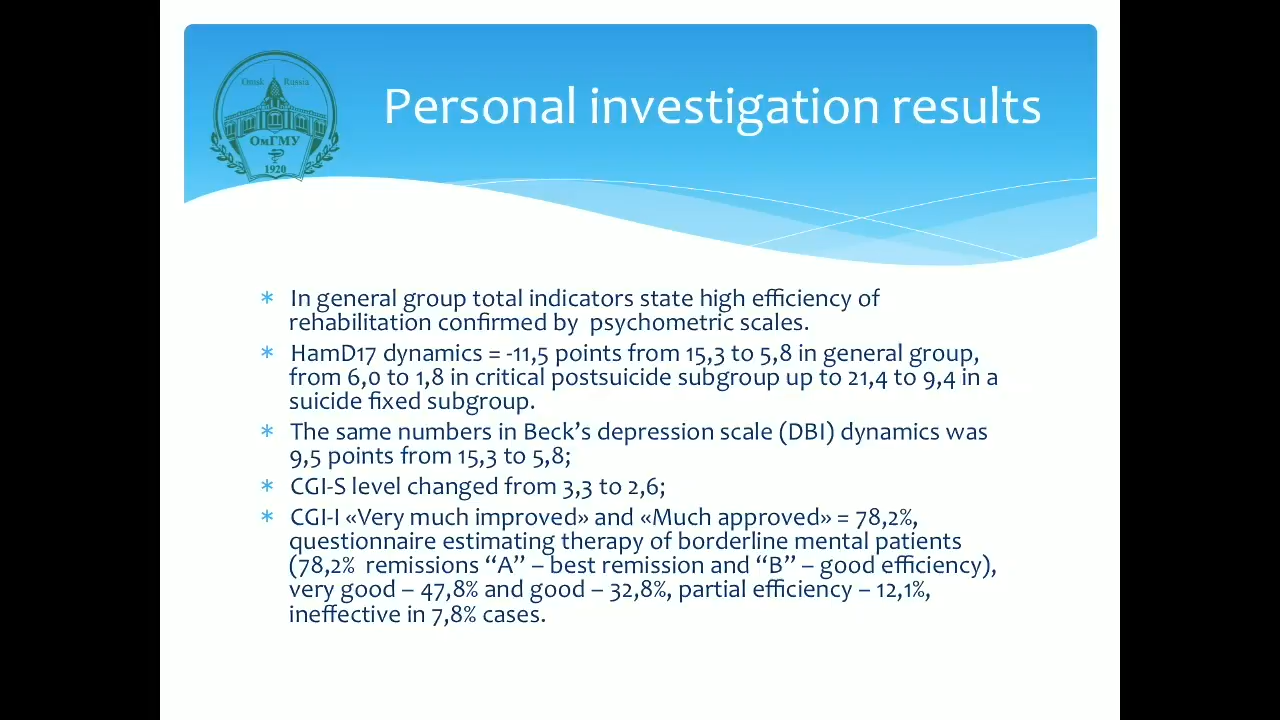 Omsk Russia
ОмГМУ
1920
Personal investigation results
* In general group total indicators state high efficiency of
rehabilitation confirmed by psychometric scales.
* HamD17 dynamics = -11,5 points from 15,3 to 5,8 in general group,
from 6,0 to 1,8 in critical postsuicide subgroup up to 21,4 to 9,4 in a
suicide fixed subgroup.
* The same numbers in Beck’s depression scale (DBI) dynamics was
9,5 points from 15,3 to 5,8;
* CGI-S level changed from 3,3 to 2,6;
* CGI-I «Very much improved» and «Much approved» = 78,2%,
questionnaire estimating therapy of borderline mental patients
(78,2% remissions “A” – best remission and “B” – good efficiency),
very good – 47,8% and good – 32,8%, partial efficiency – 12,1%,
ineffective in 7,8% cases.